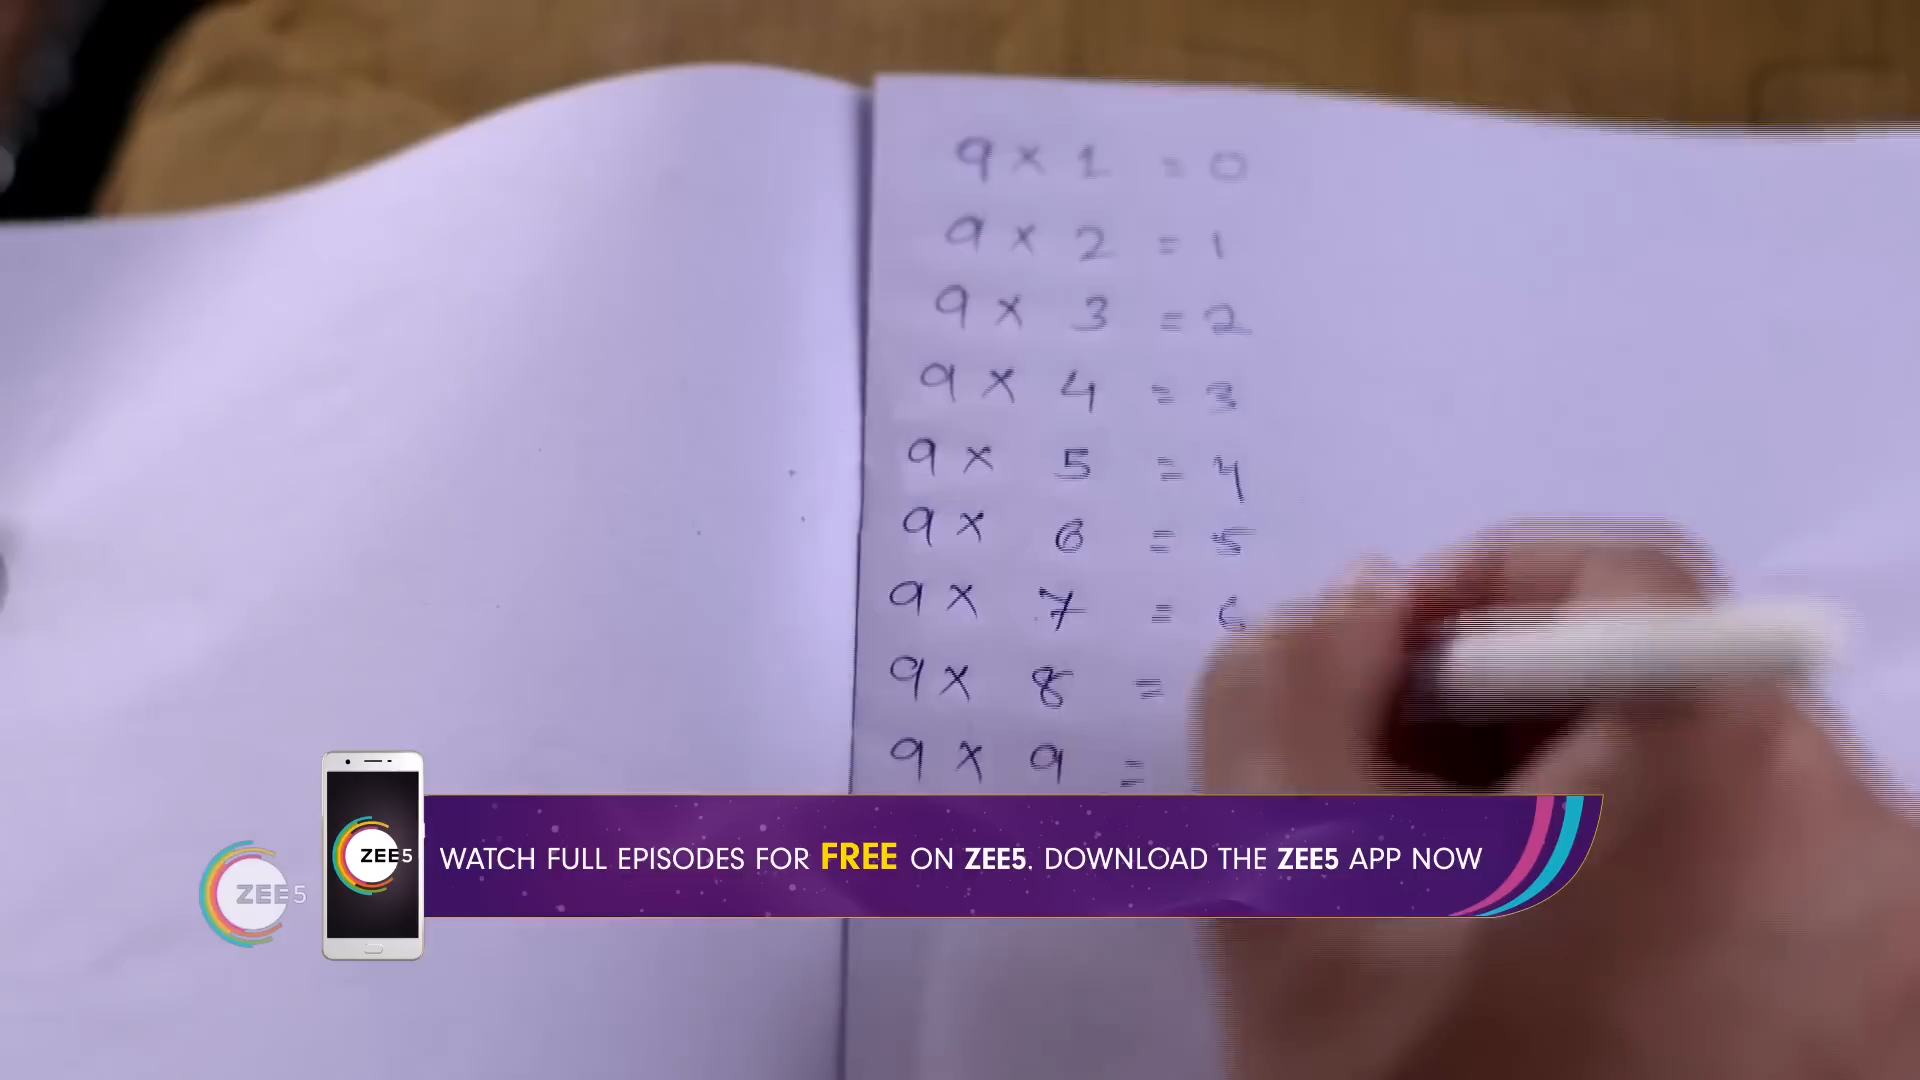 9 × 1 = 0
9 × 2 = 1
9 × 3 = 2
9 × 4 = 3
9 × 5 = 4
9 × 6 = 5
9 × 7 = 6
9 × 8 =
9 × 9 =
ZEE5
ZEE5
WATCH FULL EPISODES FOR FREE ON ZEE5. DOWNLOAD THE ZEE5 APP NOW